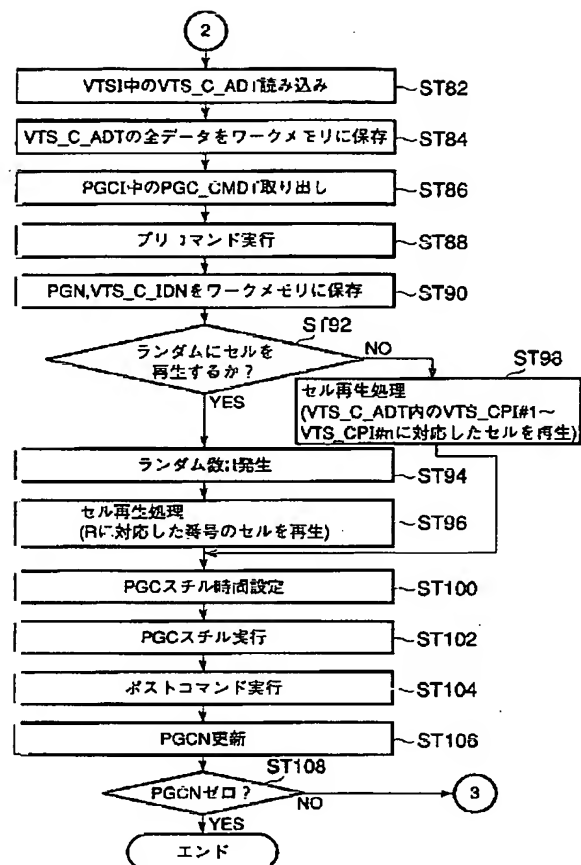 2
VTSI中のVTS_C_ADT読み込み
ST82
VTS_C_ADTの全データをワークメモリに保存
ST84
PGCI中のPGC_CMDT取り出し
ST86
プリコマンド実行
ST88
PGN,VTS_C_IDNをワークメモリに保存
ST90
ST92
ランダムにセルを
再生するか?
NO
YES
ST98
セル再生処理
(VTS_C_ADT内のVTS_CPI#1~
VTS_CPI#nに対応したセルを再生)
ランダム数R発生
ST94
セル再生処理
(Rに対応した番号のセルを再生)
ST96
PGCスチル時間設定
ST100
PGCスチル実行
ST102
ポストコマンド実行
ST104
PGCN更新
ST106
ST108
PGCNゼロ?
NO
3
YES
エンド